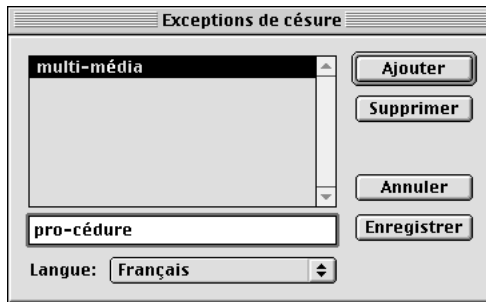 Exceptions de césure
multi-média
Ajouter
Supprimer
Annuler
pro-cédure
Enregistrer
Langue: Français